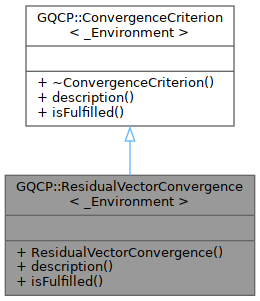 GQCP::ConvergenceCriterion
< _Environment >
+ ~ConvergenceCriterion()
+ description()
+ isFulfilled()
GQCP::ResidualVectorConvergence
< _Environment >
+ ResidualVectorConvergence()
+ description()
+ isFulfilled()